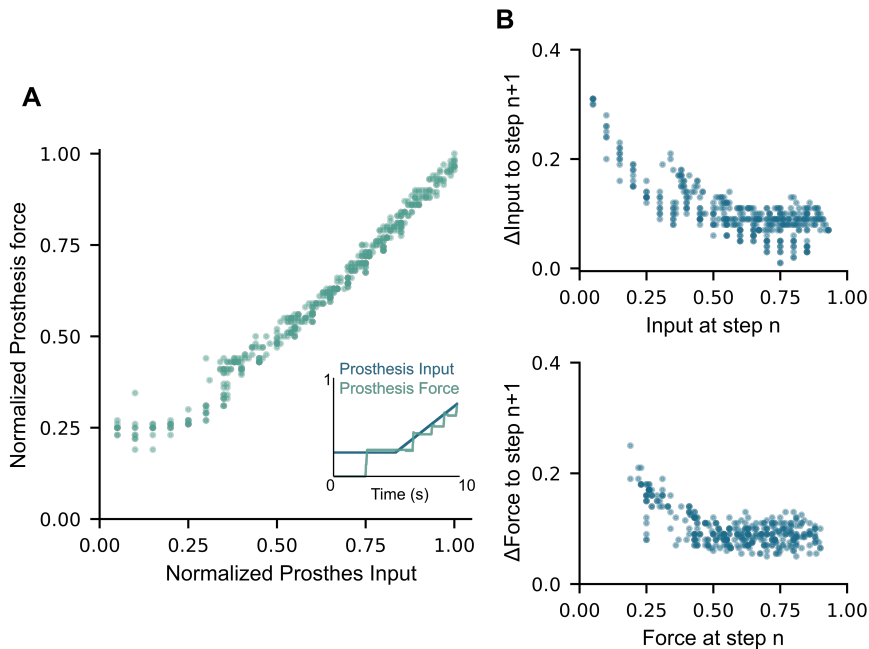 A
Normalized Prosthesis force
1.00
0.75
0.50
0.25
0.00
0.00 0.25 0.50 0.75 1.00
Normalized Prosthes Input
Prosthesis Input
Prosthesis Force
1
0
Time (s)
10
B
ΔInput to step n+1
0.4
0.2
0.0
0.00 0.25 0.50 0.75 1.00
Input at step n
ΔForce to step n+1
0.4
0.2
0.0
0.00 0.25 0.50 0.75 1.00
Force at step n